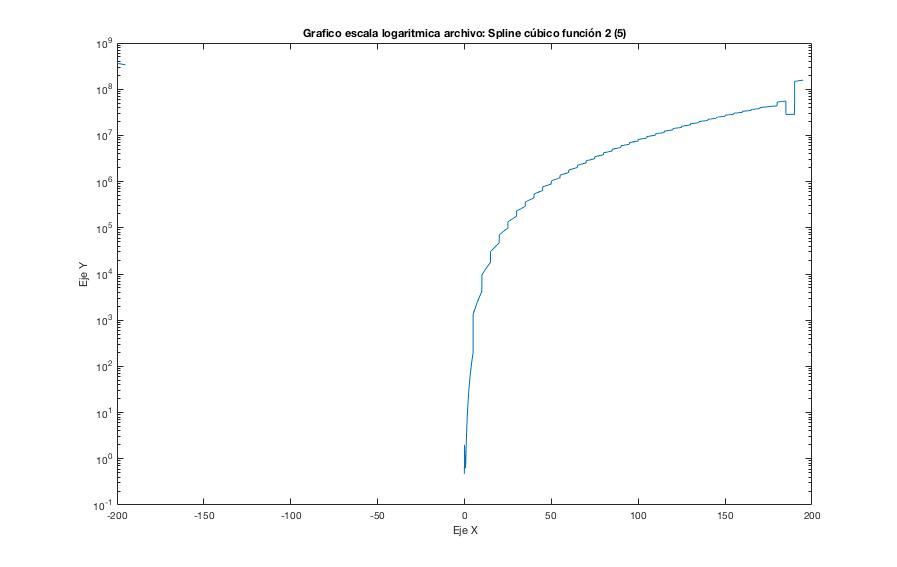 Grafico escala logaritmica archivo: Spline cúbico función 2 (5)
10^9
10^8
10^7
10^6
10^5
10^4
10^3
10^2
10^1
10^0
10^-1
Eje Y
-200 -150 -100 -50 0 50 100 150 200
Eje X